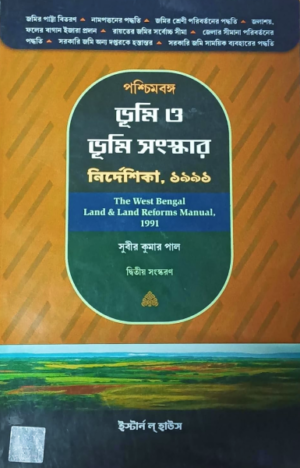 জমির পাট্টা বিতরণ ▲ নামপত্তনের পদ্ধতি ▲ জমির শ্রেণী পরিবর্তনের পদ্ধতি ▲ জলাশয়,
ফলের বাগান ইজারা প্রদান ▲ রায়তের জমির সর্বোচ্চ সীমা ▲ জেলার সীমানা পরিবর্তনের
পদ্ধতি ▲ সরকারি জমি অন্য দপ্তরকে হস্তান্তর ▲ সরকারি জমি সাময়িক ব্যবহারের পদ্ধতি
পশ্চিমবঙ্গ
ভূমি ও
ভূমি সংস্কার
নির্দেশিকা, ১৯৯১
The West Bengal
Land & Land Reforms Manual,
1991
সুবীর কুমার পাল
দ্বিতীয় সংস্করণ
ইস্টার্ন ল হাউস